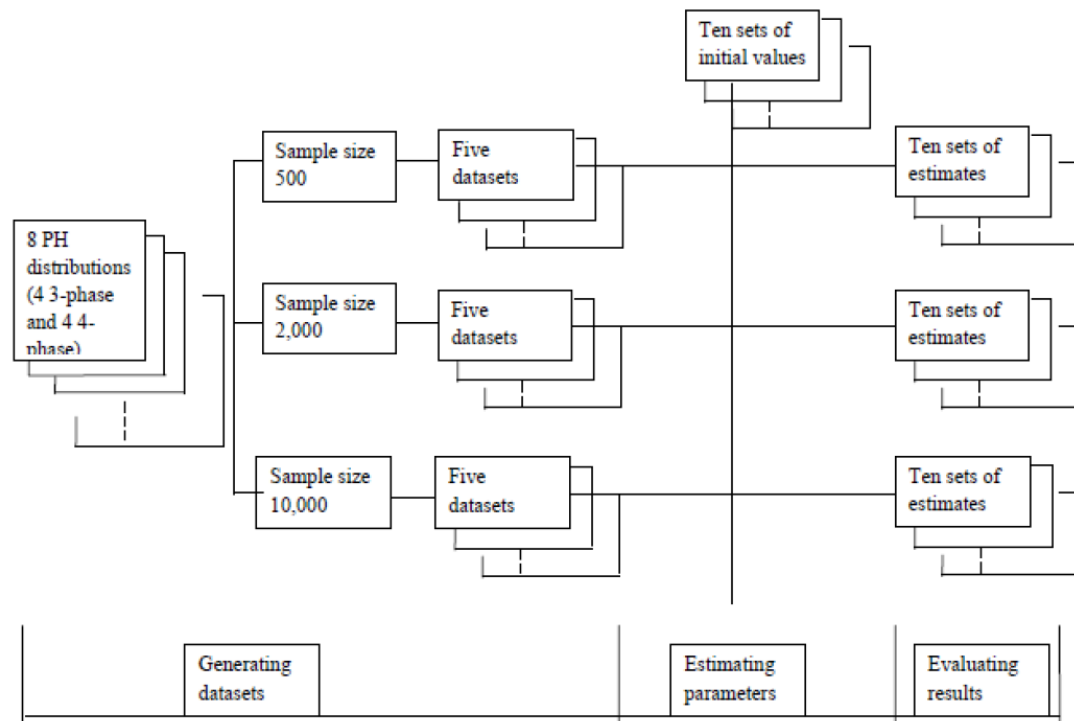 Ten sets of
initial values
Sample size
500
Five
datasets
Ten sets of
estimates
8 PH
distributions
(4 3-phase
and 4 4-
phase)
Sample size
2,000
Five
datasets
Ten sets of
estimates
Sample size
10,000
Five
datasets
Ten sets of
estimates
Generating
datasets
Estimating
parameters
Evaluating
results